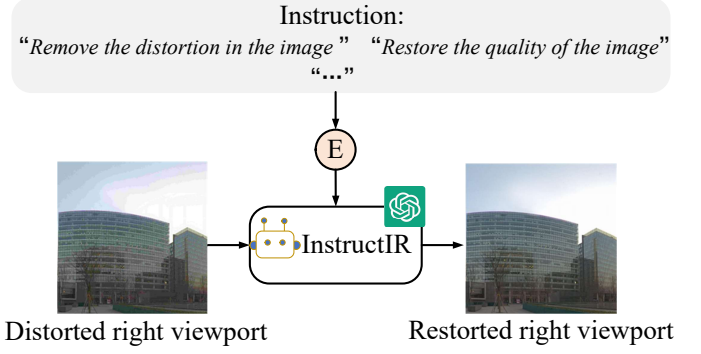 Instruction:
“Remove the distortion in the image ” “Restore the quality of the image”
“...”
E
InstructIR
Distorted right viewport
Restorted right viewport